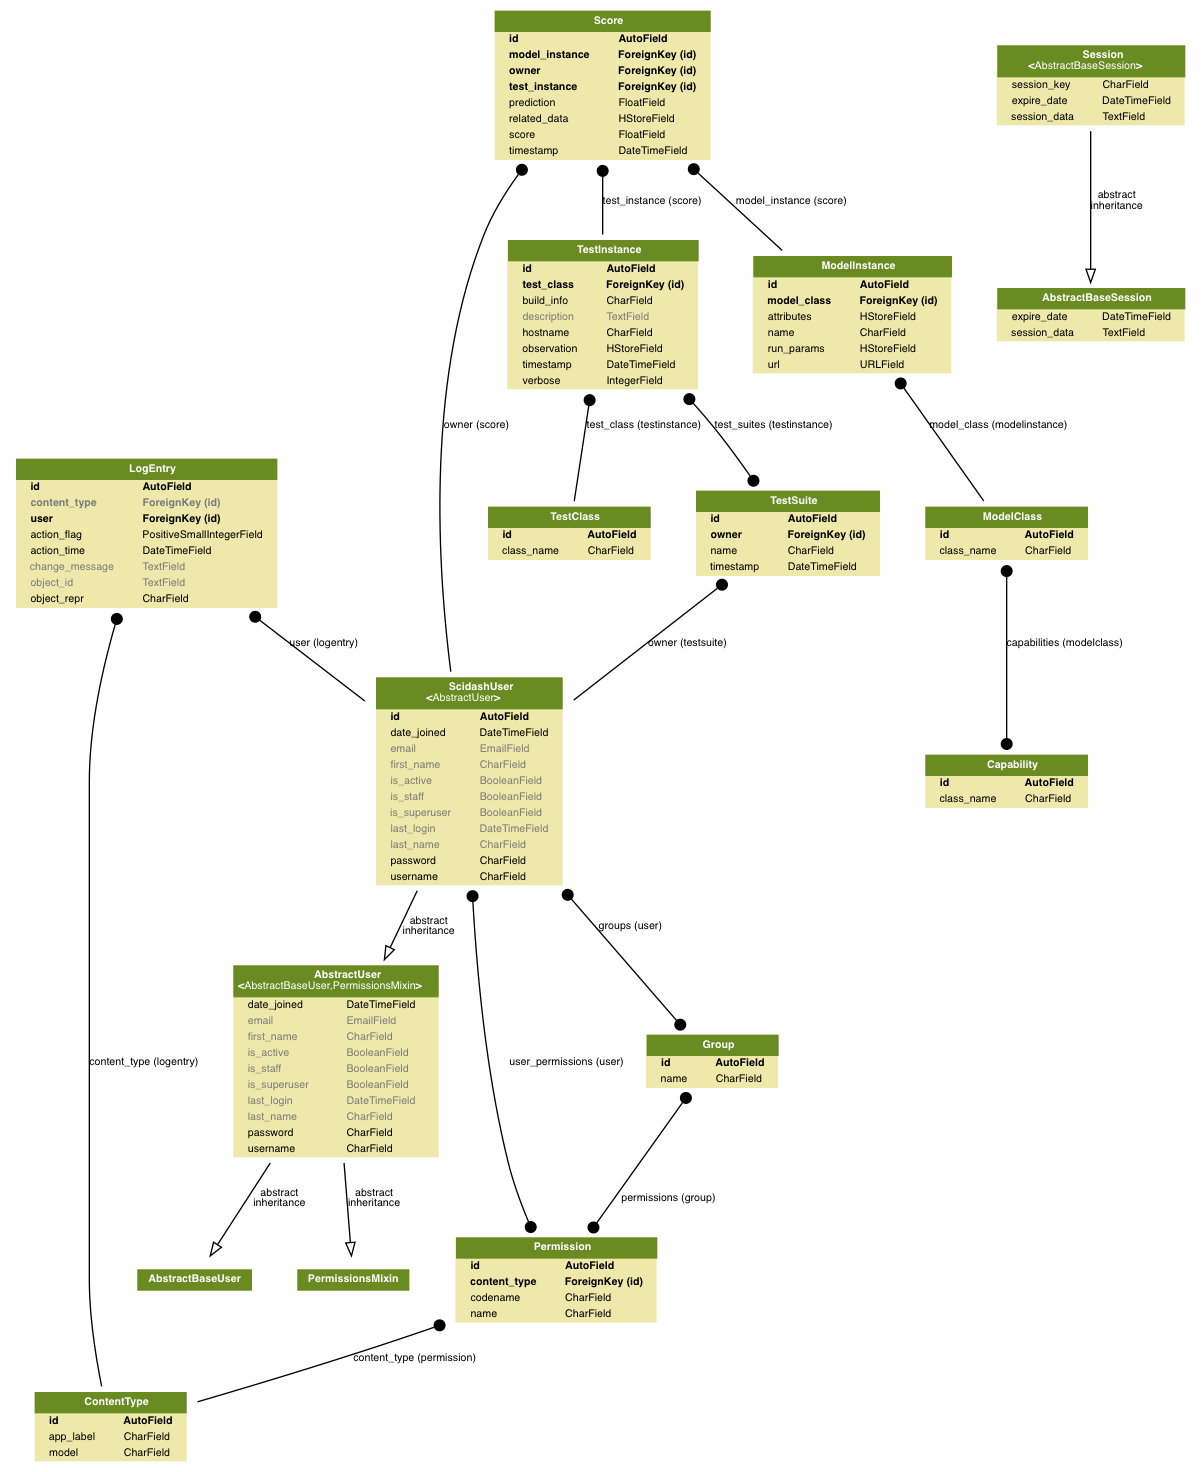 Score
id AutoField
model_instance ForeignKey (id)
owner ForeignKey (id)
test_instance ForeignKey (id)
prediction FloatField
related_data HStoreField
score FloatField
timestamp DateTimeField
Session
<AbstractBaseSession>
session_key CharField
expire_date DateTimeField
session_data TextField
test_instance (score)
model_instance (score)
abstract
inheritance
TestInstance
id AutoField
test_class ForeignKey (id)
build_info CharField
description TextField
hostname CharField
observation HStoreField
timestamp DateTimeField
verbose IntegerField
ModelInstance
id AutoField
model_class ForeignKey (id)
attributes HStoreField
name CharField
run_params HStoreField
url URLField
AbstractBaseSession
expire_date DateTimeField
session_data TextField
owner (score)
test_class (testinstance)
test_suites (testinstance)
model_class (modelinstance)
LogEntry
id AutoField
content_type ForeignKey (id)
user ForeignKey (id)
action_flag PositiveSmallIntegerField
action_time DateTimeField
change_message TextField
object_id TextField
object_repr CharField
TestClass
id AutoField
class_name CharField
TestSuite
id AutoField
owner ForeignKey (id)
name CharField
timestamp DateTimeField
ModelClass
id AutoField
class_name CharField
user (logentry)
owner (testsuite)
capabilities (modelclass)
ScidashUser
<AbstractUser>
id AutoField
date_joined DateTimeField
email EmailField
first_name CharField
is_active BooleanField
is_staff BooleanField
is_superuser BooleanField
last_login DateTimeField
last_name CharField
password CharField
username CharField
Capability
id AutoField
class_name CharField
abstract
inheritance
groups (user)
AbstractUser
<AbstractBaseUser,PermissionsMixin>
date_joined DateTimeField
email EmailField
first_name CharField
is_active BooleanField
is_staff BooleanField
is_superuser BooleanField
last_login DateTimeField
last_name CharField
password CharField
username CharField
Group
id AutoField
name CharField
content_type (logentry)
user_permissions (user)
abstract
inheritance
abstract
inheritance
permissions (group)
AbstractBaseUser
PermissionsMixin
Permission
id AutoField
content_type ForeignKey (id)
codename CharField
name CharField
content_type (permission)
ContentType
id AutoField
app_label CharField
model CharField